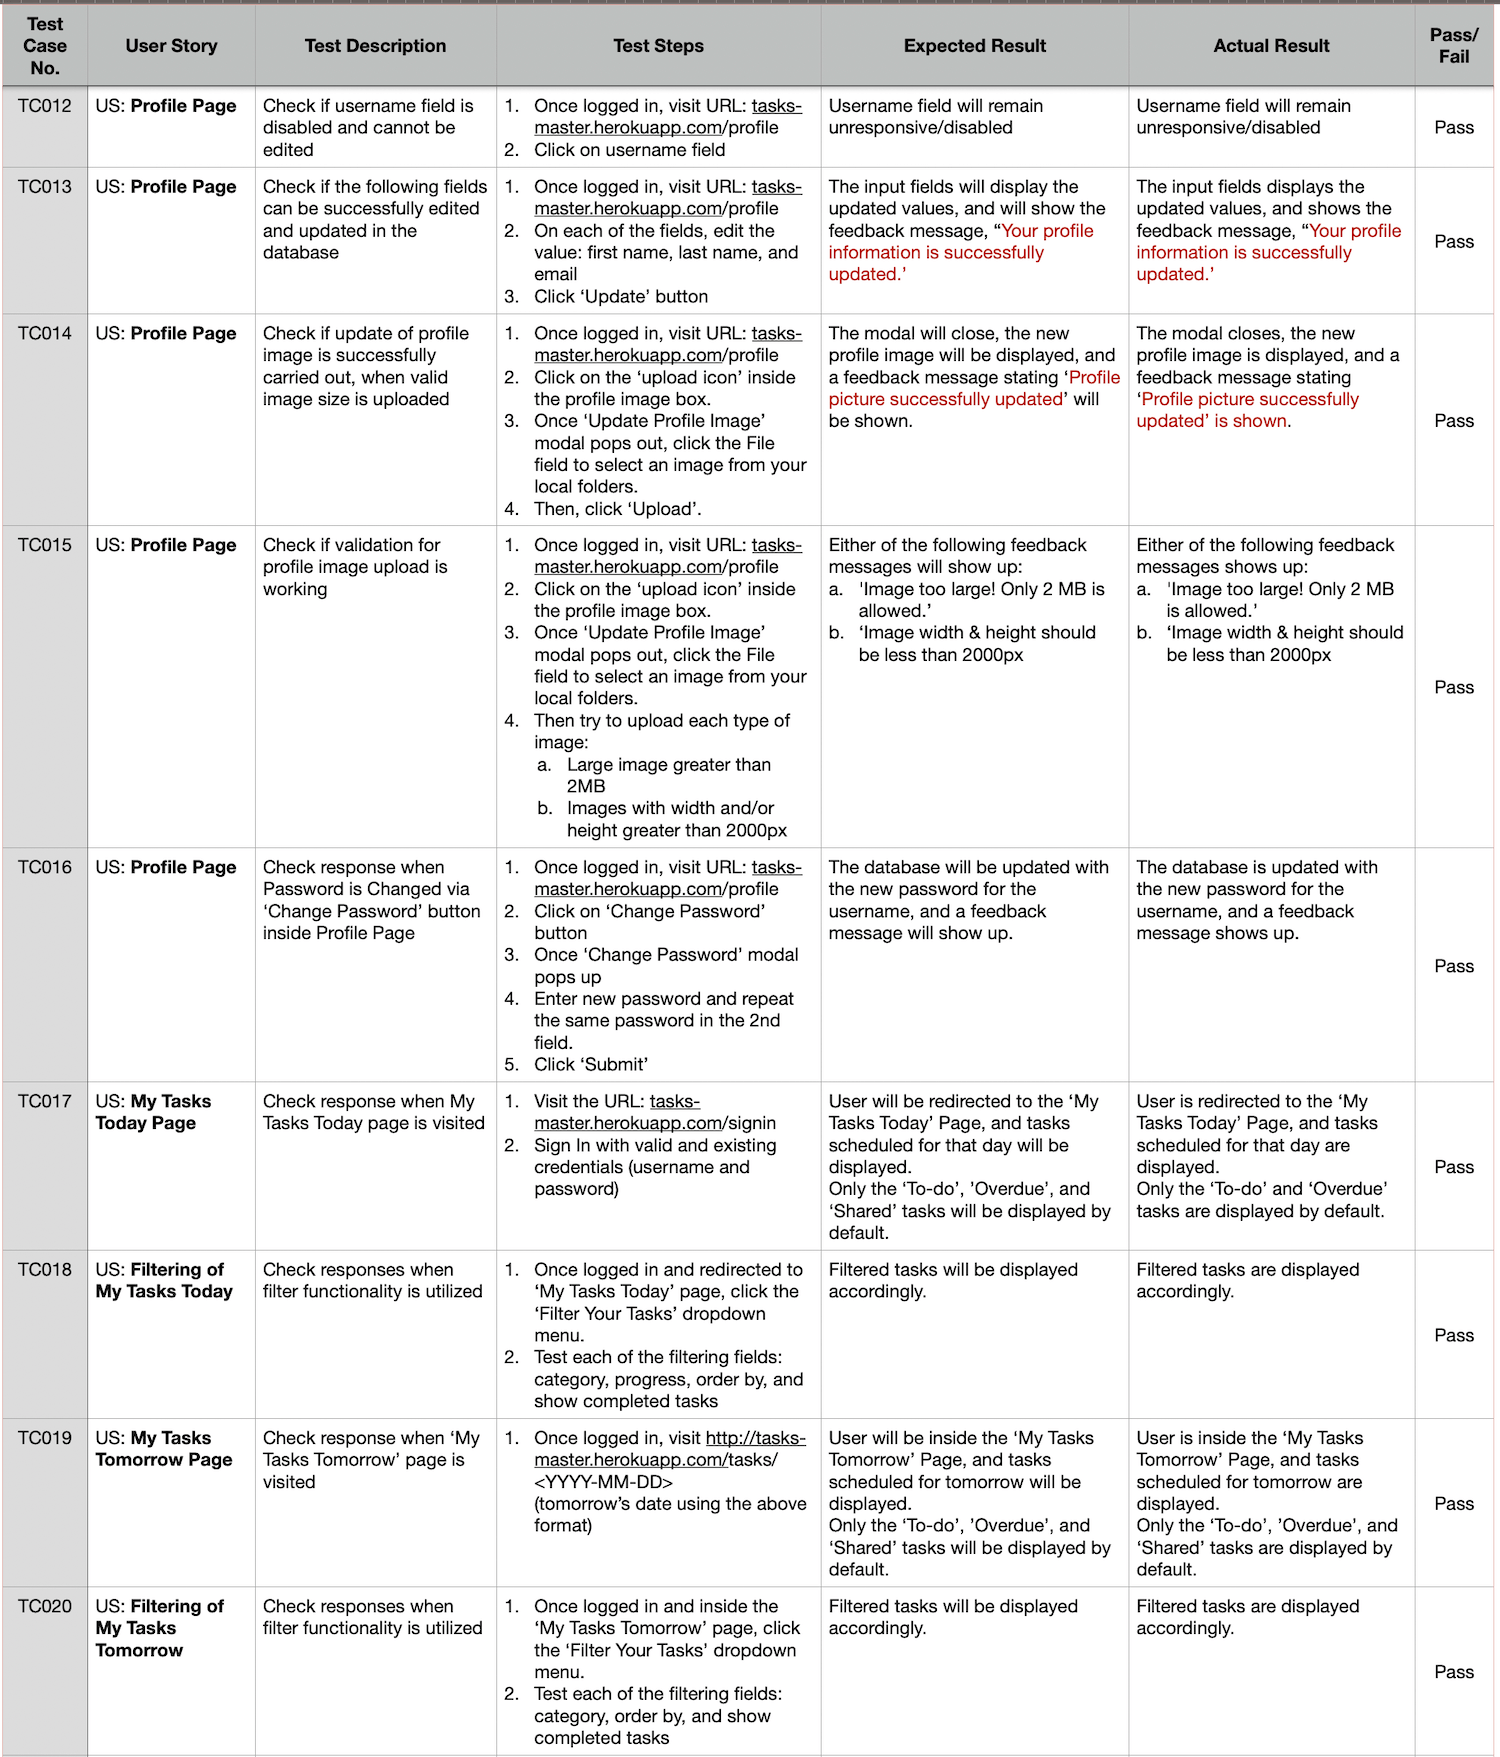 Test
Case
No.
User Story
Test Description
Test Steps
Expected Result
Actual Result
Pass/
Fail
TC012
US: Profile Page
Check if username field is
disabled and cannot be
edited
1. Once logged in, visit URL: tasks-
master.herokuapp.com/profile
2. Click on username field
Username field will remain
unresponsive/disabled
Username field will remain
unresponsive/disabled
Pass
TC013
US: Profile Page
Check if the following fields
can be successfully edited
and updated in the
database
1. Once logged in, visit URL: tasks-
master.herokuapp.com/profile
2. On each of the fields, edit the
value: first name, last name, and
email
3. Click ‘Update’ button
The input fields will display the
updated values, and will show the
feedback message, “Your profile
information is successfully
updated.’
The input fields displays the
updated values, and shows the
feedback message, “Your profile
information is successfully
updated.’
Pass
TC014
US: Profile Page
Check if update of profile
image is successfully
carried out, when valid
image size is uploaded
1. Once logged in, visit URL: tasks-
master.herokuapp.com/profile
2. Click on the ‘upload icon’ inside
the profile image box.
3. Once ‘Update Profile Image’
modal pops out, click the File
field to select an image from your
local folders.
4. Then, click ‘Upload’.
The modal will close, the new
profile image will be displayed, and
a feedback message stating ‘Profile
picture successfully updated’ will
be shown.
The modal closes, the new
profile image is displayed, and a
feedback message stating
‘Profile picture successfully
updated’ is shown.
Pass
TC015
US: Profile Page
Check if validation for
profile image upload is
working
1. Once logged in, visit URL: tasks-
master.herokuapp.com/profile
2. Click on the ‘upload icon’ inside
the profile image box.
3. Once ‘Update Profile Image’
modal pops out, click the File
field to select an image from your
local folders.
4. Then try to upload each type of
image:
a. Large image greater than
2MB
b. Images with width and/or
height greater than 2000px
Either of the following feedback
messages will show up:
a. 'Image too large! Only 2 MB is
allowed.’
b. ‘Image width & height should
be less than 2000px
Either of the following feedback
messages shows up:
a. 'Image too large! Only 2 MB
is allowed.’
b. ‘Image width & height should
be less than 2000px
Pass
TC016
US: Profile Page
Check response when
Password is Changed via
‘Change Password’ button
inside Profile Page
1. Once logged in, visit URL: tasks-
master.herokuapp.com/profile
2. Click on ‘Change Password’
button
3. Once ‘Change Password’ modal
pops up
4. Enter new password and repeat
the same password in the 2nd
field.
5. Click ‘Submit’
The database will be updated with
the new password for the
username, and a feedback
message will show up.
The database is updated with
the new password for the
username, and a feedback
message shows up.
Pass
TC017
US: My Tasks
Today Page
Check response when My
Tasks Today page is visited
1. Visit the URL: tasks-
master.herokuapp.com/signin
2. Sign In with valid and existing
credentials (username and
password)
User will be redirected to the ‘My
Tasks Today’ Page, and tasks
scheduled for that day will be
displayed.
Only the ‘To-do’, ’Overdue’, and
‘Shared’ tasks will be displayed by
default.
User is redirected to the ‘My
Tasks Today’ Page, and tasks
scheduled for that day are
displayed.
Only the ‘To-do’ and ‘Overdue’
tasks are displayed by default.
Pass
TC018
US: Filtering of
My Tasks Today
Check responses when
filter functionality is utilized
1. Once logged in and redirected to
‘My Tasks Today’ page, click the
‘Filter Your Tasks’ dropdown
menu.
2. Test each of the filtering fields:
category, progress, order by, and
show completed tasks
Filtered tasks will be displayed
accordingly.
Filtered tasks are displayed
accordingly.
Pass
TC019
US: My Tasks
Tomorrow Page
Check response when ‘My
Tasks Tomorrow’ page is
visited
1. Once logged in, visit http://tasks-
master.herokuapp.com/tasks/
<YYYY-MM-DD>
(tomorrow’s date using the above
format)
User will be inside the ‘My Tasks
Tomorrow’ Page, and tasks
scheduled for tomorrow will be
displayed.
Only the ‘To-do’, ’Overdue’, and
‘Shared’ tasks will be displayed by
default.
User is inside the ‘My Tasks
Tomorrow’ Page, and tasks
scheduled for tomorrow are
displayed.
Only the ‘To-do’, ’Overdue’, and
‘Shared’ tasks are displayed by
default.
Pass
TC020
US: Filtering of
My Tasks
Tomorrow
Check responses when
filter functionality is utilized
1. Once logged in and inside the
‘My Tasks Tomorrow’ page, click
the ‘Filter Your Tasks’ dropdown
menu.
2. Test each of the filtering fields:
category, order by, and show
completed tasks
Filtered tasks will be displayed
accordingly.
Filtered tasks are displayed
accordingly.
Pass